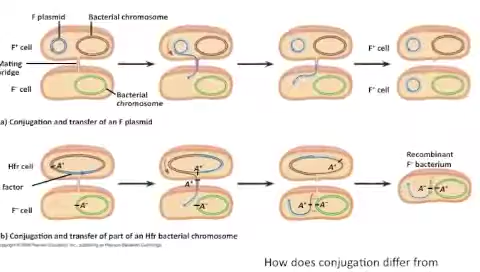 F plasmid
Bacterial chromosome
F⁺ cell
Mating
bridge
F⁻ cell
Bacterial
chromosome
F⁺ cell
F⁺ cell
a) Conjugation and transfer of an F plasmid
Hfr cell
A⁺
factor
F⁻ cell
A⁻
A⁺
A⁺
A⁻
A⁺
A⁺
A⁻
Recombinant
F⁻ bacterium
A⁻
A⁺
b) Conjugation and transfer of part of an Hfr bacterial chromosome
How does conjugation differ from